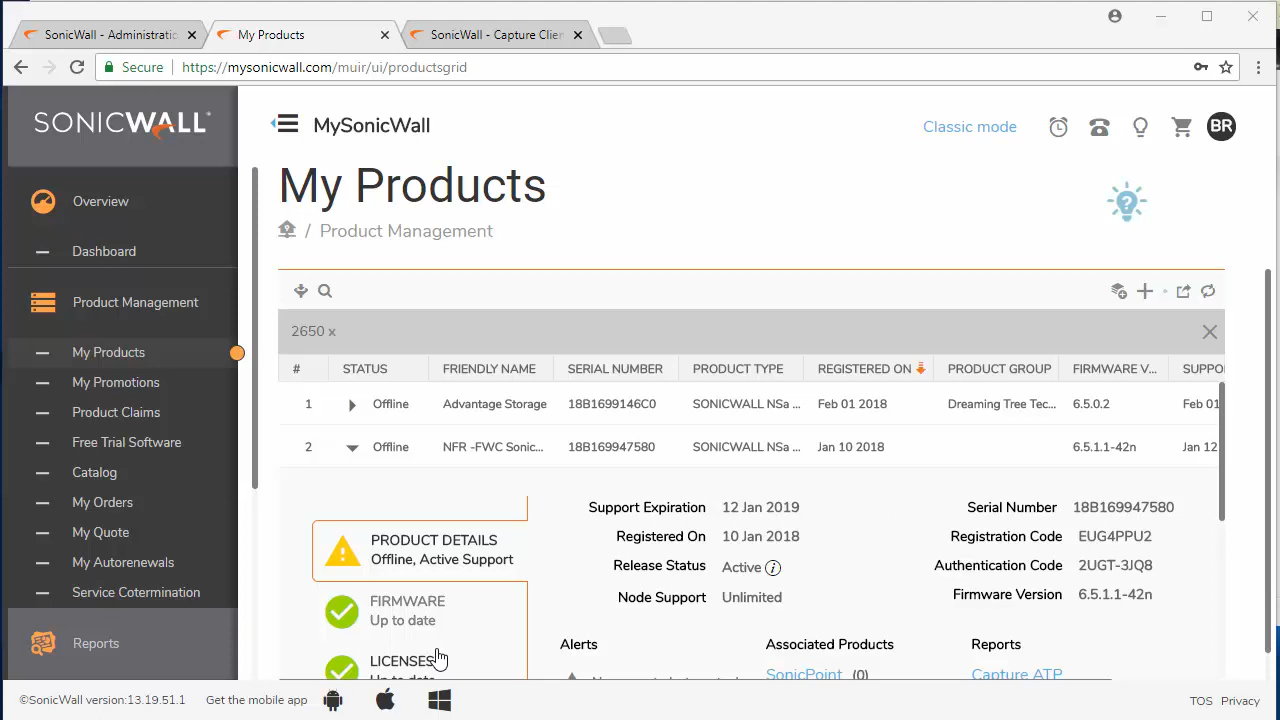 SonicWall - Administratic
My Products
SonicWall - Capture Clien
Secure
https://mysonicwall.com/muir/ui/productsgrid
SONICWALL
MySonicWall
Classic mode
BR
Overview
Dashboard
Product Management
My Products
My Promotions
Product Claims
Free Trial Software
Catalog
My Orders
My Quote
My Autorenewals
Service Cotermination
Reports
My Products
/ Product Management
2650 x
# STATUS FRIENDLY NAME SERIAL NUMBER PRODUCT TYPE REGISTERED ON PRODUCT GROUP FIRMWARE V... SUPPO
1 Offline Advantage Storage 18B1699146C0 SONICWALL NSa ... Feb 01 2018 Dreaming Tree Tec... 6.5.0.2 Feb 01
2 Offline NFR -FWC Sonic... 18B169947580 SONICWALL NSa ... Jan 10 2018 6.5.1.1-42n Jan 12
PRODUCT DETAILS
Offline, Active Support
FIRMWARE
Up to date
LICENSES
Up to date
Support Expiration 12 Jan 2019
Registered On 10 Jan 2018
Release Status Active
Node Support Unlimited
Serial Number 18B169947580
Registration Code EUG4PPU2
Authentication Code 2UGT-3JQ8
Firmware Version 6.5.1.1-42n
Alerts
Associated Products
SonicPoint (0)
Reports
Capture ATP
©SonicWall version:13.19.51.1
Get the mobile app
TOS Privacy